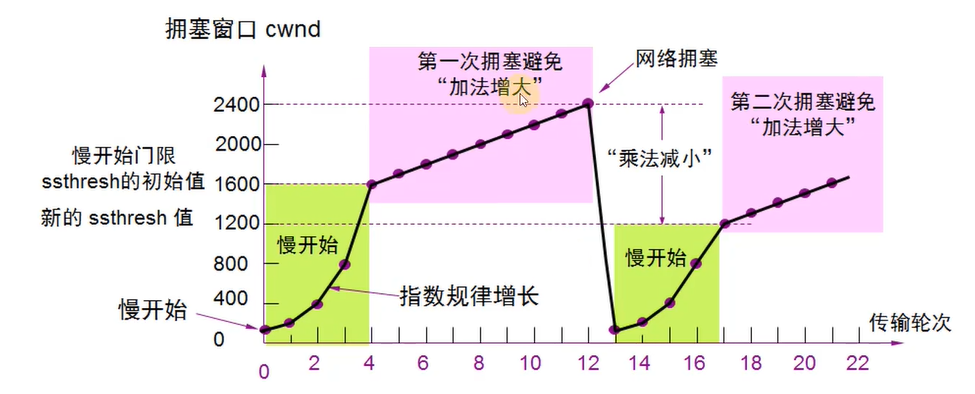 拥塞窗口 cwnd
第一次拥塞避免
“加法增大”
网络拥塞
第二次拥塞避免
“加法增大”
2400
2000
1600
1200
800
400
0
慢开始门限
ssthresh的初始值
新的 ssthresh 值
“乘法减小”
慢开始
慢开始
指数规律增长
慢开始
传输轮次
0 2 4 6 8 10 12 14 16 18 20 22